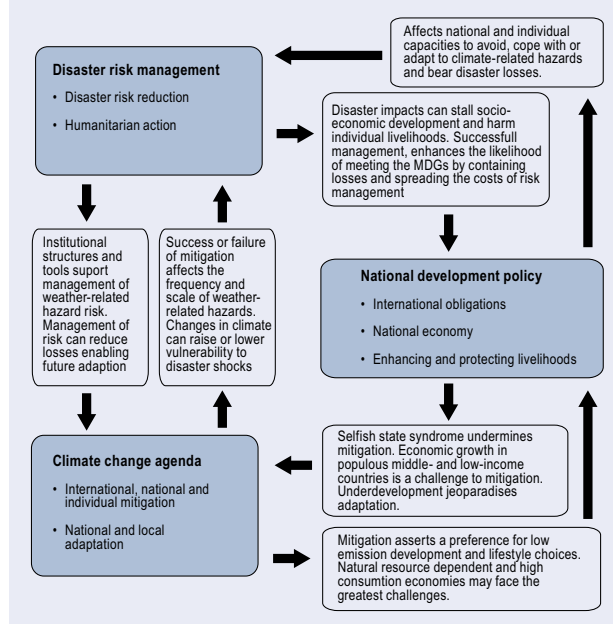 Affects national and individual
capacities to avoid, cope with or
adapt to climate-related hazards
and bear disaster losses.
Disaster risk management
• Disaster risk reduction
• Humanitarian action
Disaster impacts can stall socio-
economic development and harm
individual livelihoods. Successfull
management, enhances the likelihood
of meeting the MDGs by containing
losses and spreading the costs of risk
management
Institutional
structures and
tools suport
management of
weather-related
hazard risk.
Management of
risk can reduce
losses enabling
future adaption
Success or failure
of mitigation
affects the
frequency and
scale of weather-
related hazards.
Changes in climate
can raise or lower
vulnerability to
disaster shocks
National development policy
• International obligations
• National economy
• Enhancing and protecting livelihoods
Climate change agenda
• International, national and
individual mitigation
• National and local
adaptation
Selfish state syndrome undermines
mitigation. Economic growth in
populous middle- and low-income
countries is a challenge to mitigation.
Underdevelopment jeoparadises
adaptation.
Mitigation asserts a preference for low
emission development and lifestyle choices.
Natural resource dependent and high
consumtion economies may face the
greatest challenges.